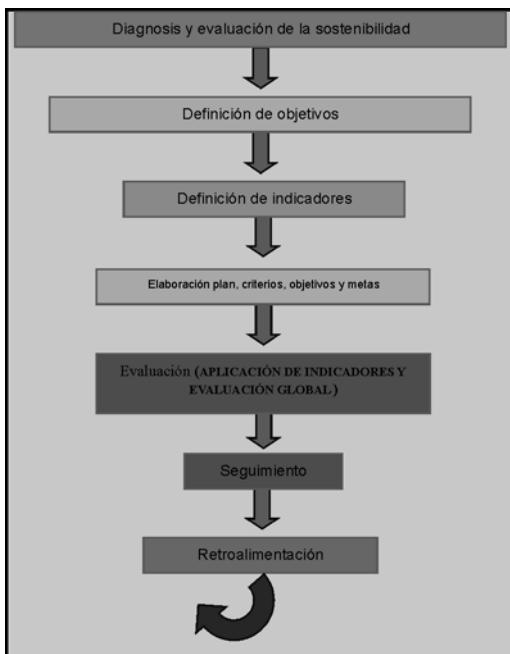 Diagnosis y evaluación de la sostenibilidad
Definición de objetivos
Definición de indicadores
Elaboración plan, criterios, objetivos y metas
Evaluación (APLICACIÓN DE INDICADORES Y
EVALUACIÓN GLOBAL)
Seguimiento
Retroalimentación